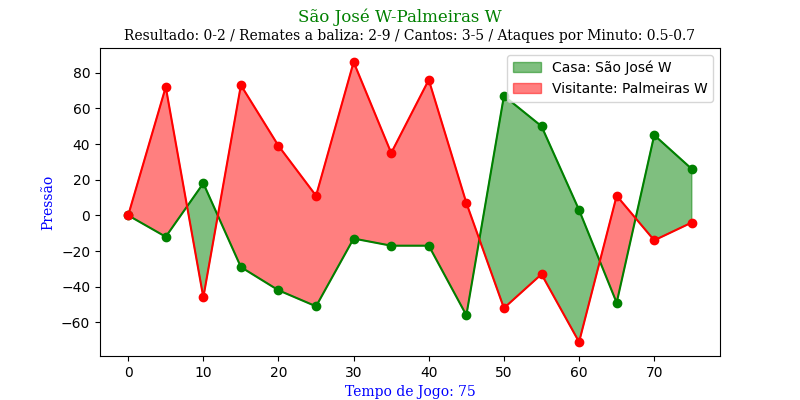 São José W-Palmeiras W
Resultado: 0-2 / Remates a baliza: 2-9 / Cantos: 3-5 / Ataques por Minuto: 0.5-0.7
Casa: São José W
Visitante: Palmeiras W
Pressão
80
60
40
20
0
−20
−40
−60
0 10 20 30 40 50 60 70
Tempo de Jogo: 75